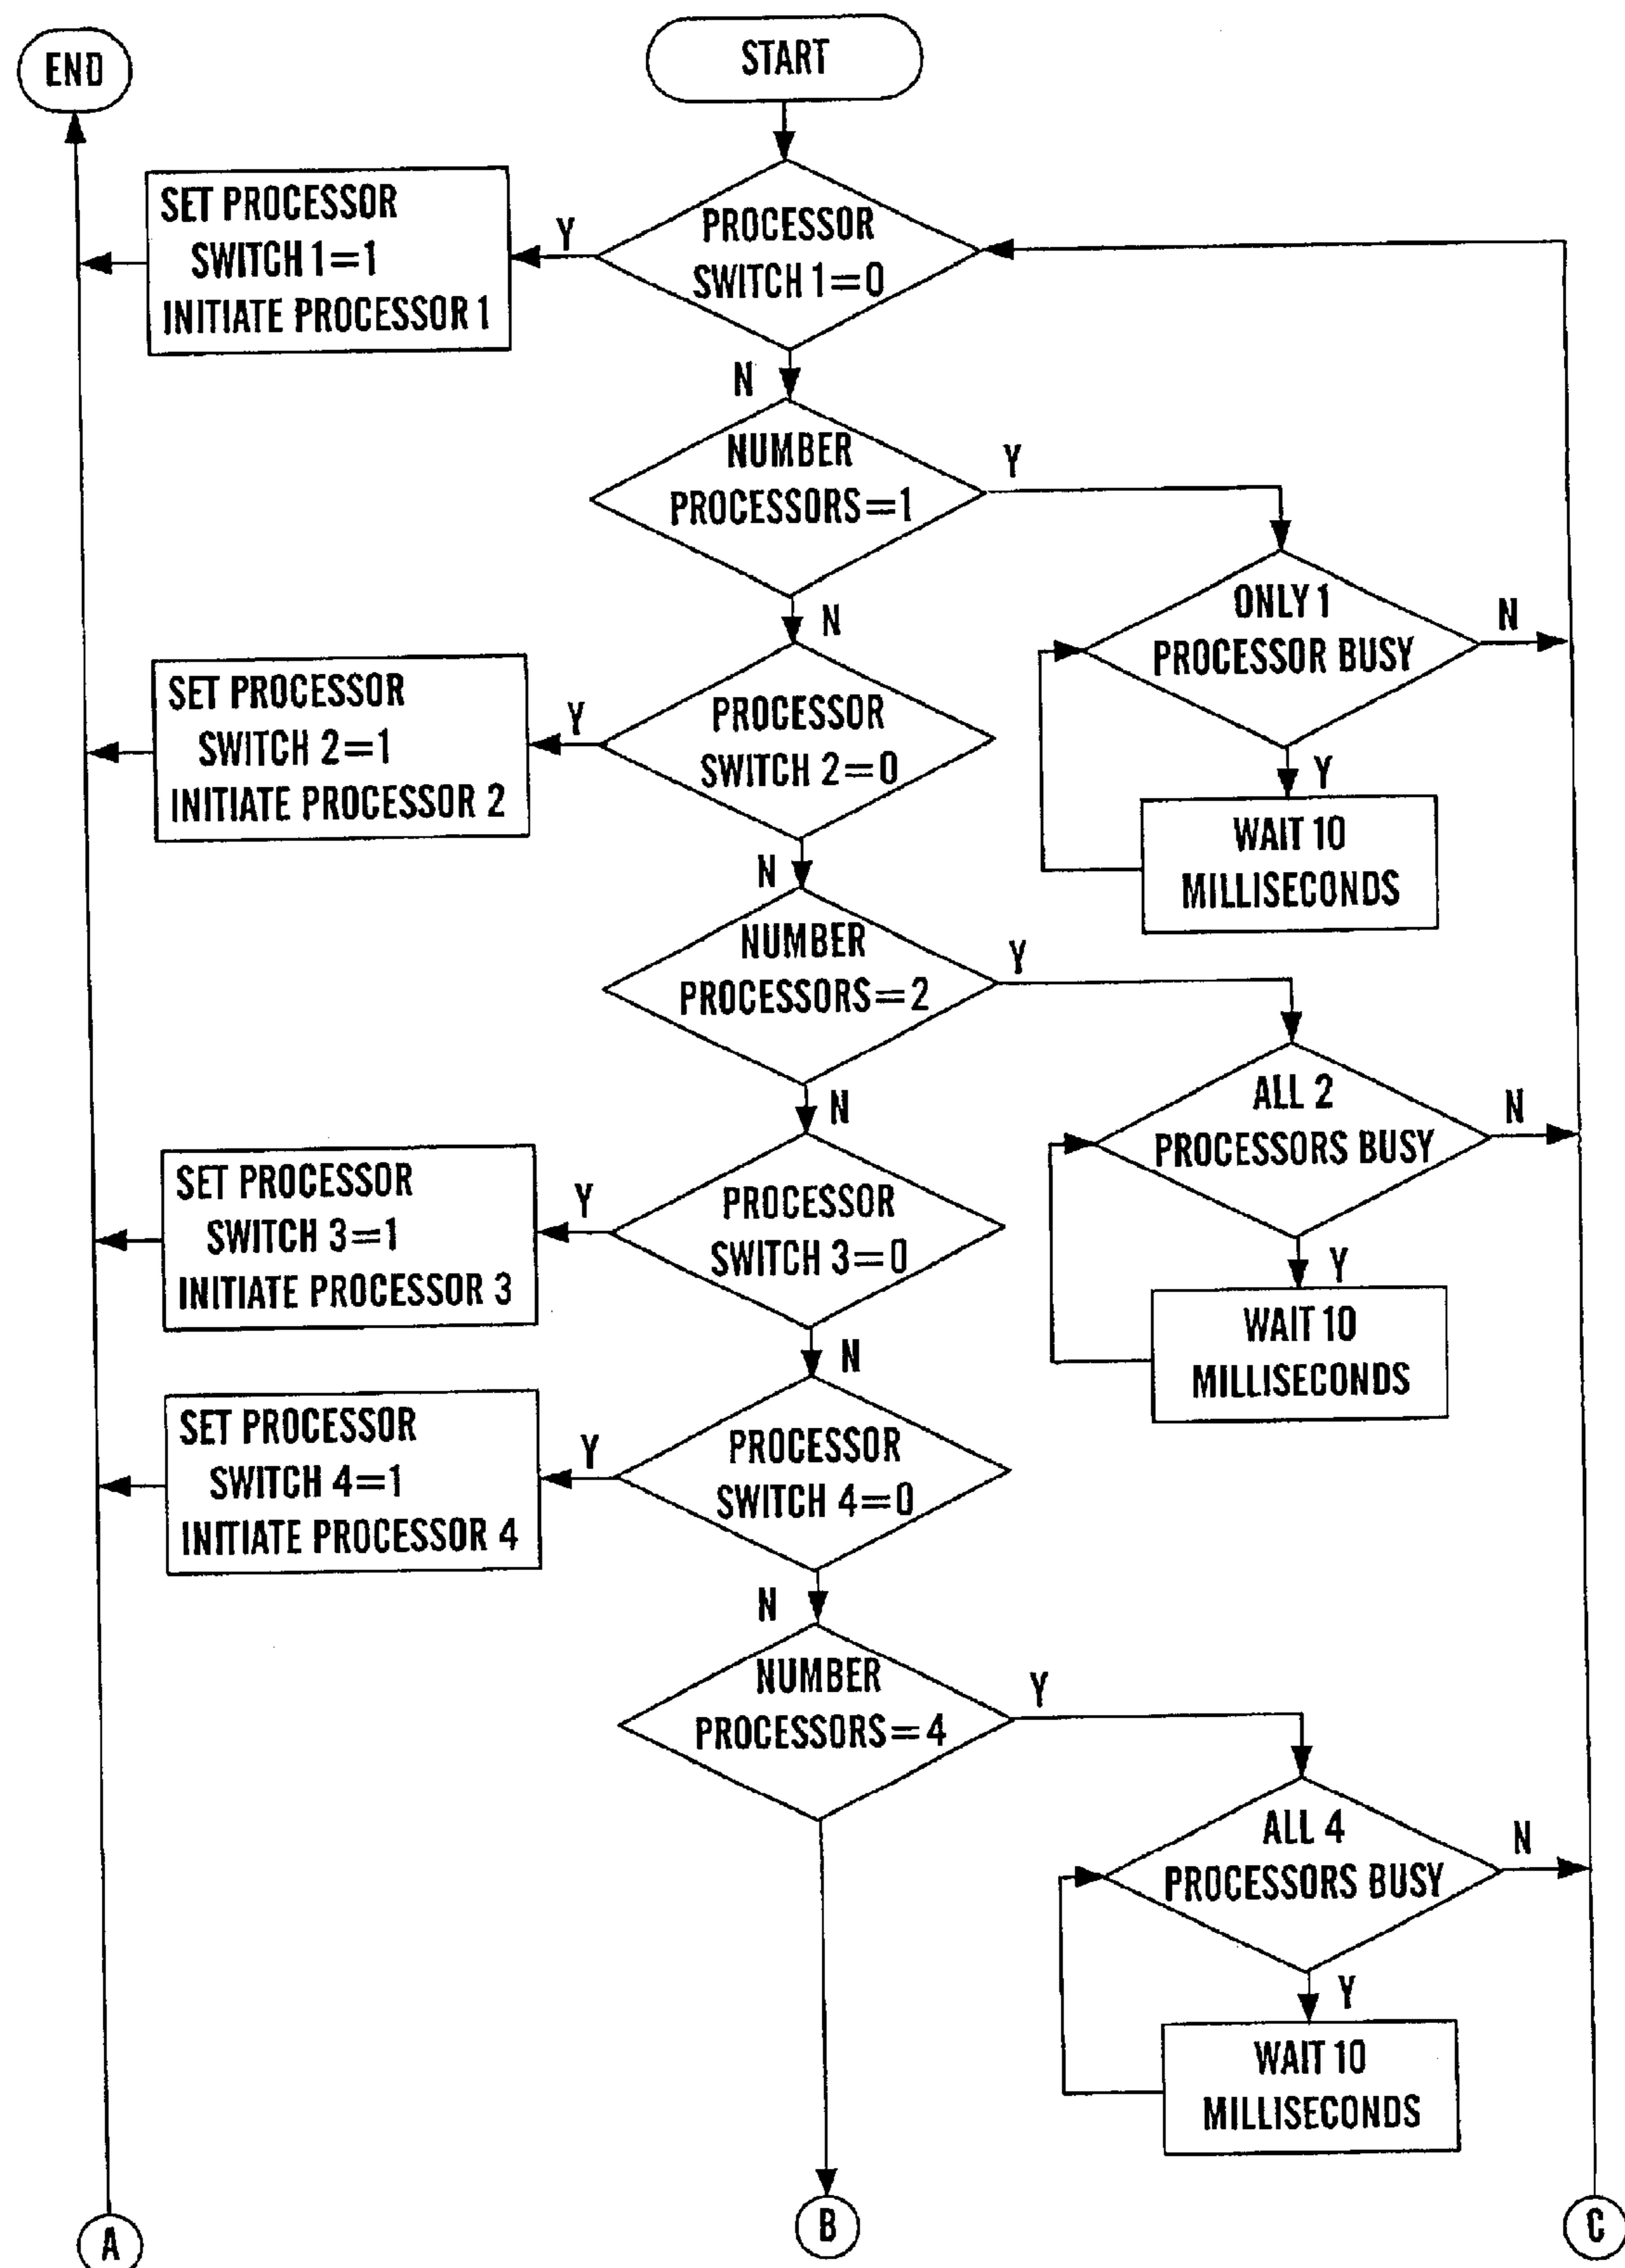 END
START
SET PROCESSOR
SWITCH 1=1
INITIATE PROCESSOR 1
Y
PROCESSOR
SWITCH 1=0
N
NUMBER
PROCESSORS=1
Y
ONLY 1
PROCESSOR BUSY
N
N
SET PROCESSOR
SWITCH 2=1
INITIATE PROCESSOR 2
Y
PROCESSOR
SWITCH 2=0
Y
WAIT 10
MILLISECONDS
N
NUMBER
PROCESSORS=2
Y
ALL 2
PROCESSORS BUSY
N
N
SET PROCESSOR
SWITCH 3=1
INITIATE PROCESSOR 3
Y
PROCESSOR
SWITCH 3=0
Y
WAIT 10
MILLISECONDS
N
SET PROCESSOR
SWITCH 4=1
INITIATE PROCESSOR 4
Y
PROCESSOR
SWITCH 4=0
N
NUMBER
PROCESSORS=4
Y
ALL 4
PROCESSORS BUSY
N
Y
WAIT 10
MILLISECONDS
A
B
C